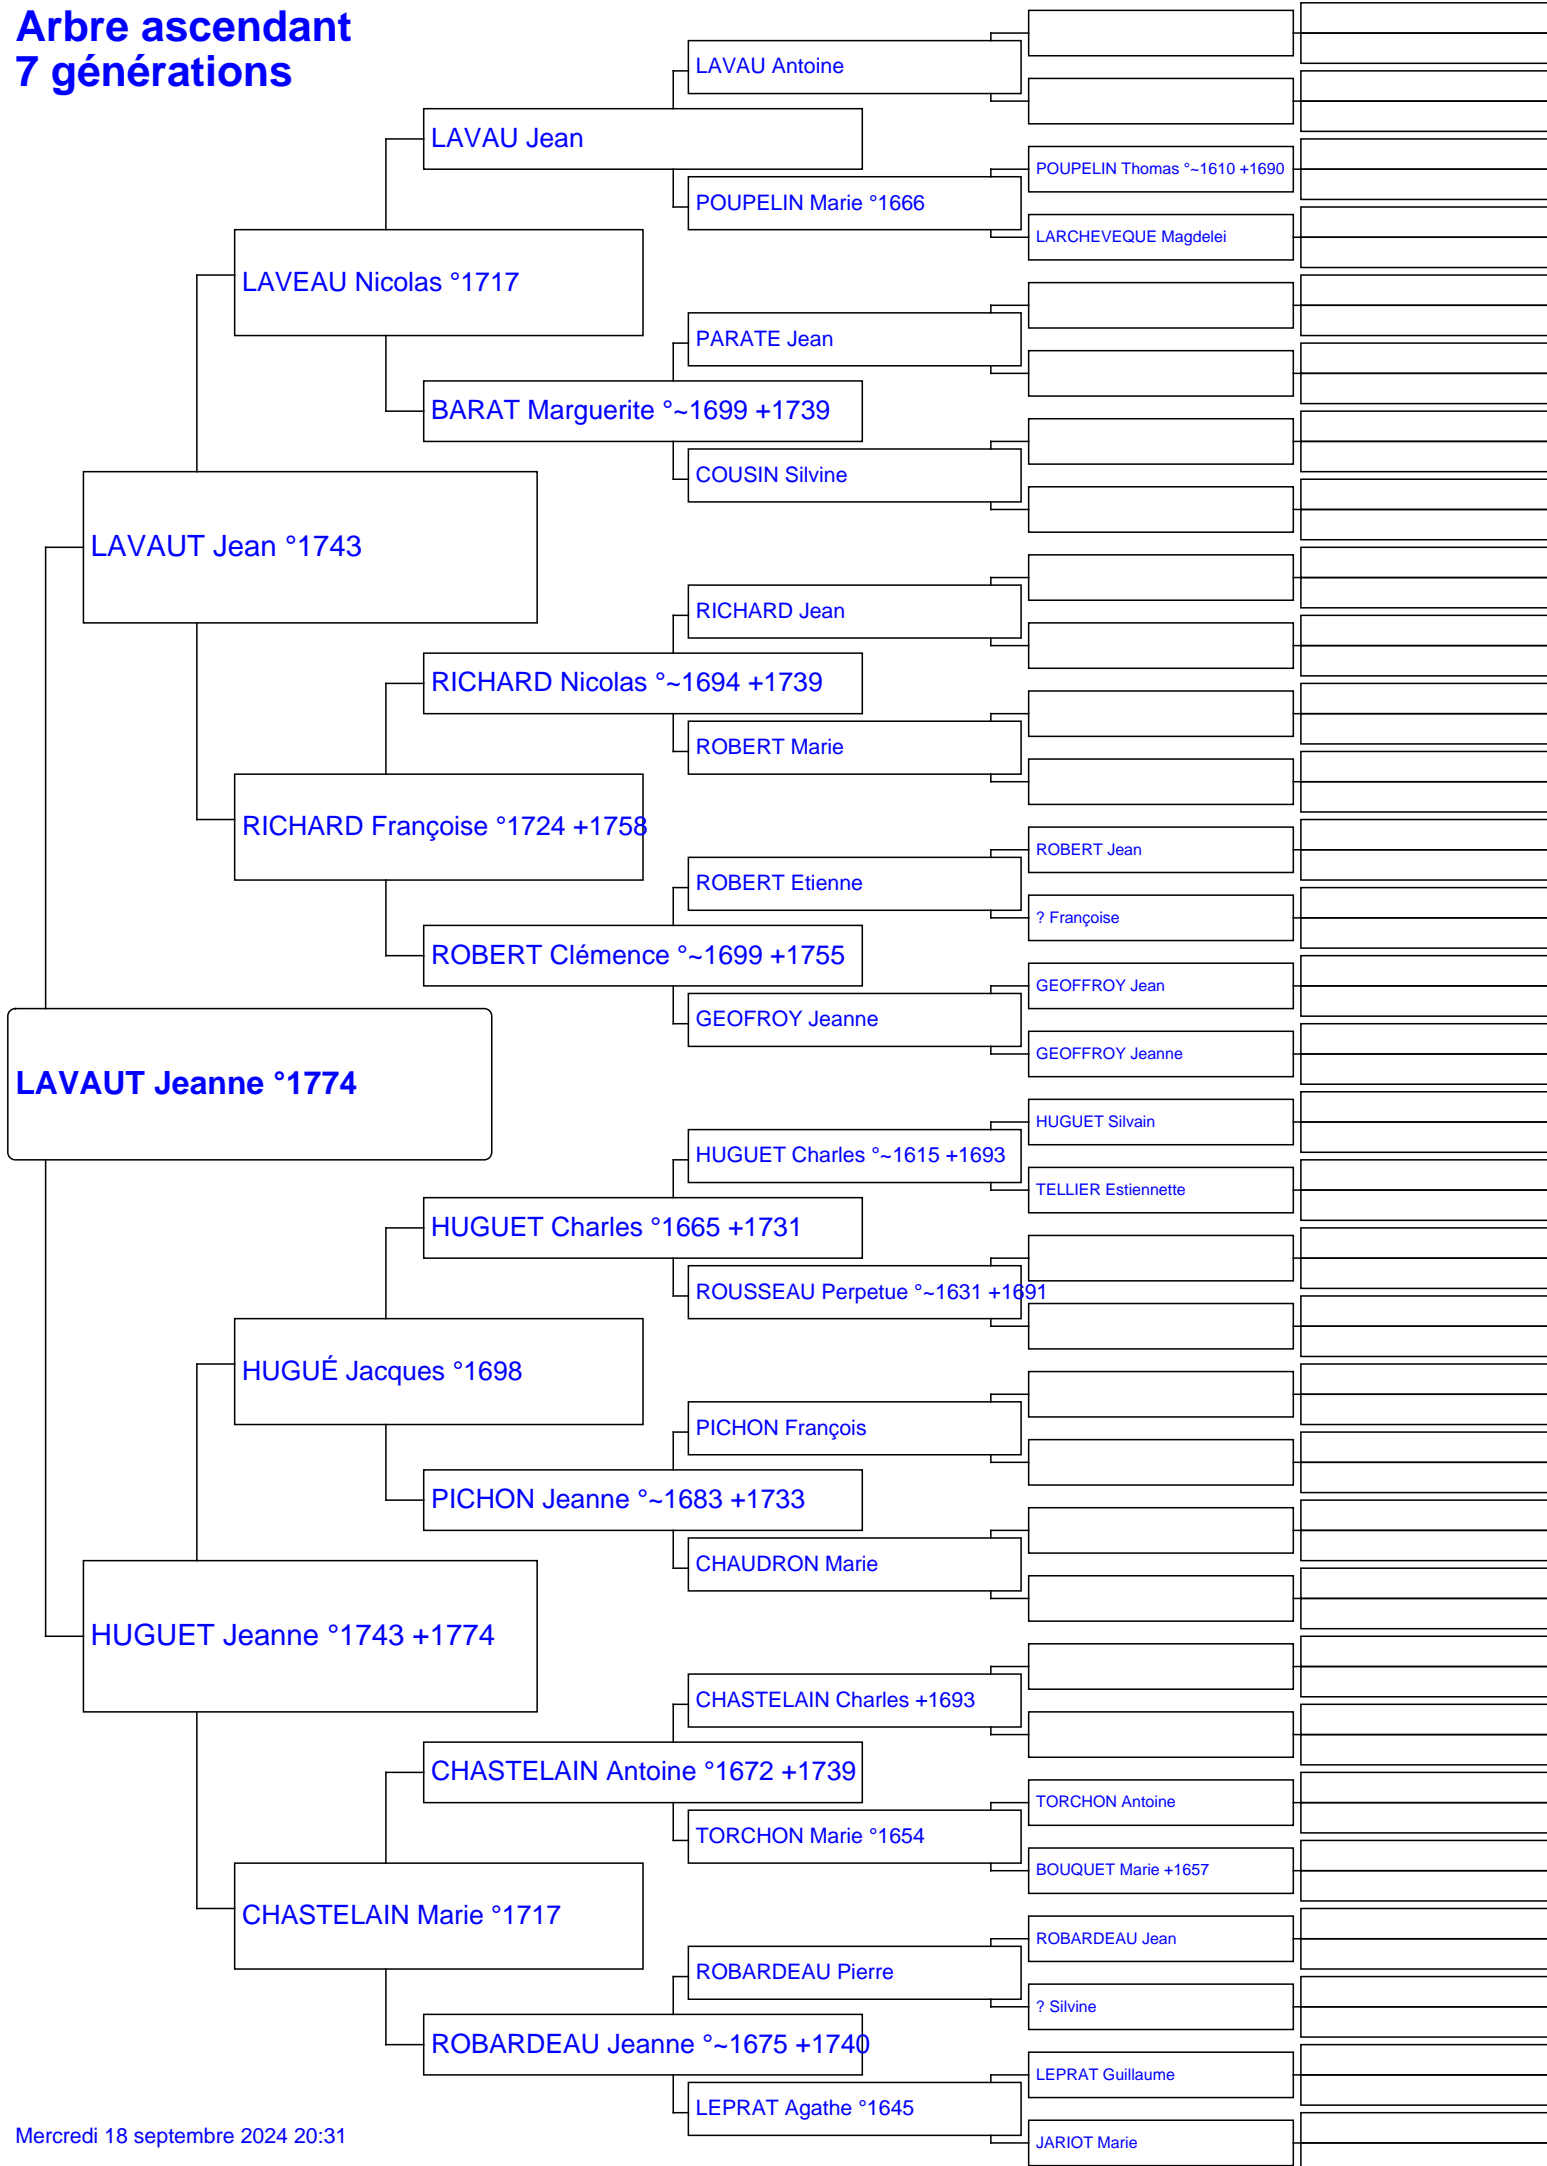 Arbre ascendant
7 générations
LAVAU Antoine
LAVAU Jean
POUPELIN Thomas °~1610 +1690
POUPELIN Marie °1666
LARCHEVEQUE Magdelei
LAVEAU Nicolas °1717
PARATE Jean
BARAT Marguerite °~1699 +1739
COUSIN Silvine
LAVAUT Jean °1743
RICHARD Jean
RICHARD Nicolas °~1694 +1739
ROBERT Marie
RICHARD Françoise °1724 +1758
ROBERT Jean
ROBERT Etienne
? Françoise
ROBERT Clémence °~1699 +1755
GEOFFROY Jean
GEOFROY Jeanne
GEOFFROY Jeanne
LAVAUT Jeanne °1774
HUGUET Silvain
HUGUET Charles °~1615 +1693
TELLIER Estiennette
HUGUET Charles °1665 +1731
ROUSSEAU Perpetue °~1631 +1691
HUGUÉ Jacques °1698
PICHON François
PICHON Jeanne °~1683 +1733
CHAUDRON Marie
HUGUET Jeanne °1743 +1774
CHASTELAIN Charles +1693
CHASTELAIN Antoine °1672 +1739
TORCHON Antoine
TORCHON Marie °1654
BOUQUET Marie +1657
CHASTELAIN Marie °1717
ROBARDEAU Jean
ROBARDEAU Pierre
? Silvine
ROBARDEAU Jeanne °~1675 +1740
LEPRAT Guillaume
LEPRAT Agathe °1645
JARIOT Marie
Mercredi 18 septembre 2024 20:31